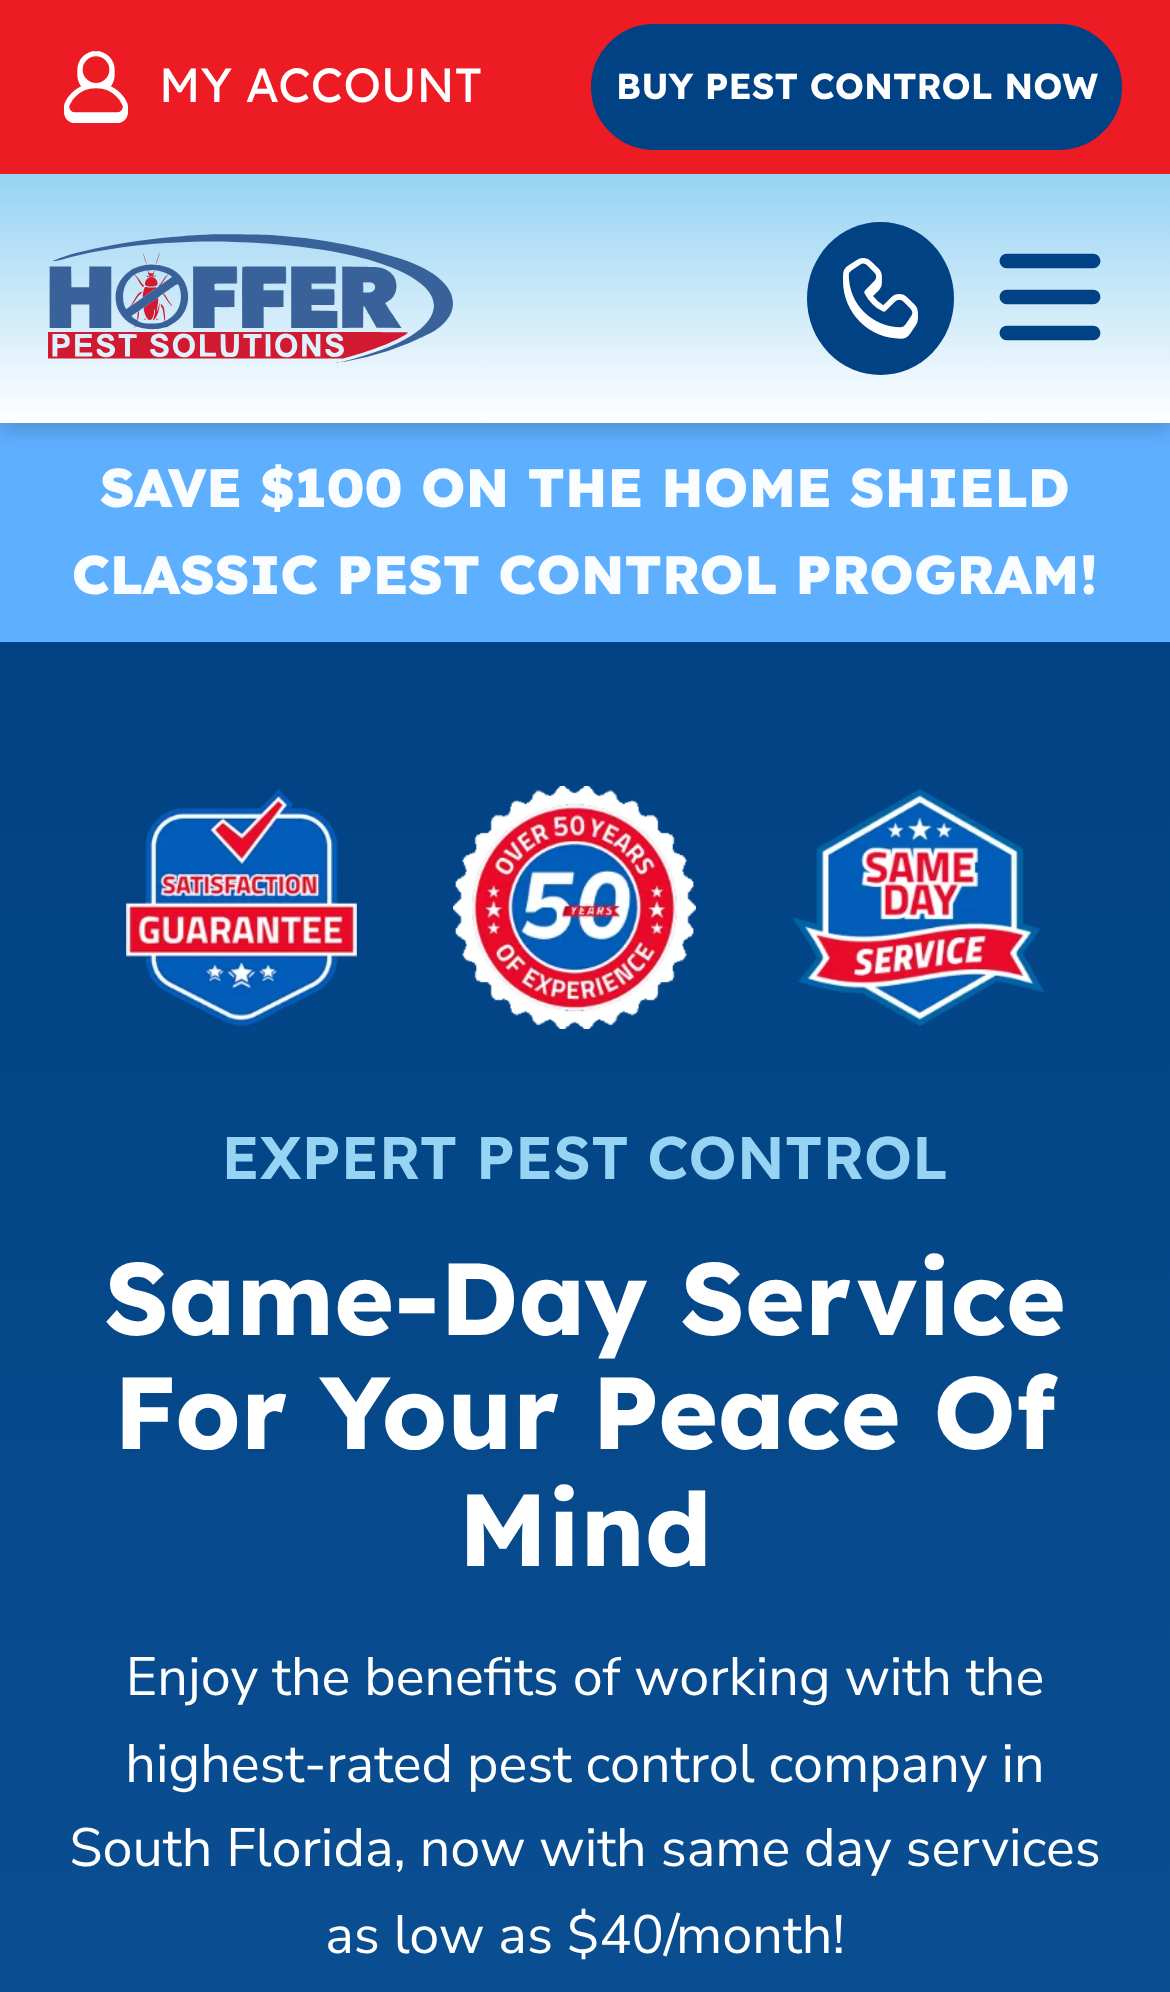 MY ACCOUNT
BUY PEST CONTROL NOW
HOFFER
PEST SOLUTIONS
SAVE $100 ON THE HOME SHIELD
CLASSIC PEST CONTROL PROGRAM!
SATISFACTION
GUARANTEE
OVER 50 YEARS
50
YEARS
OF EXPERIENCE
SAME
DAY
SERVICE
EXPERT PEST CONTROL
Same-Day Service
For Your Peace Of
Mind
Enjoy the benefits of working with the
highest-rated pest control company in
South Florida, now with same day services
as low as $40/month!